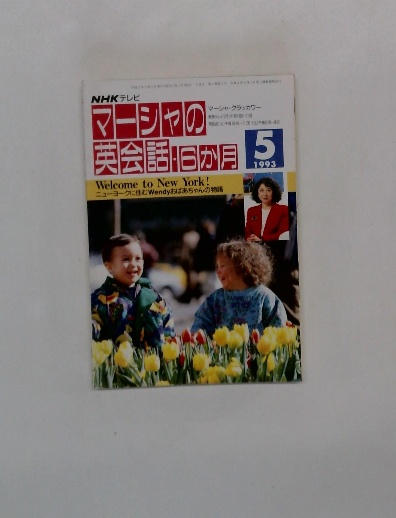 NHKテレビ
マーシャの
英会話・6か月
マーシャ・クラッカワー
5
1993
Welcome to New York!
ニューヨークに住むWendyおばあちゃんの物語